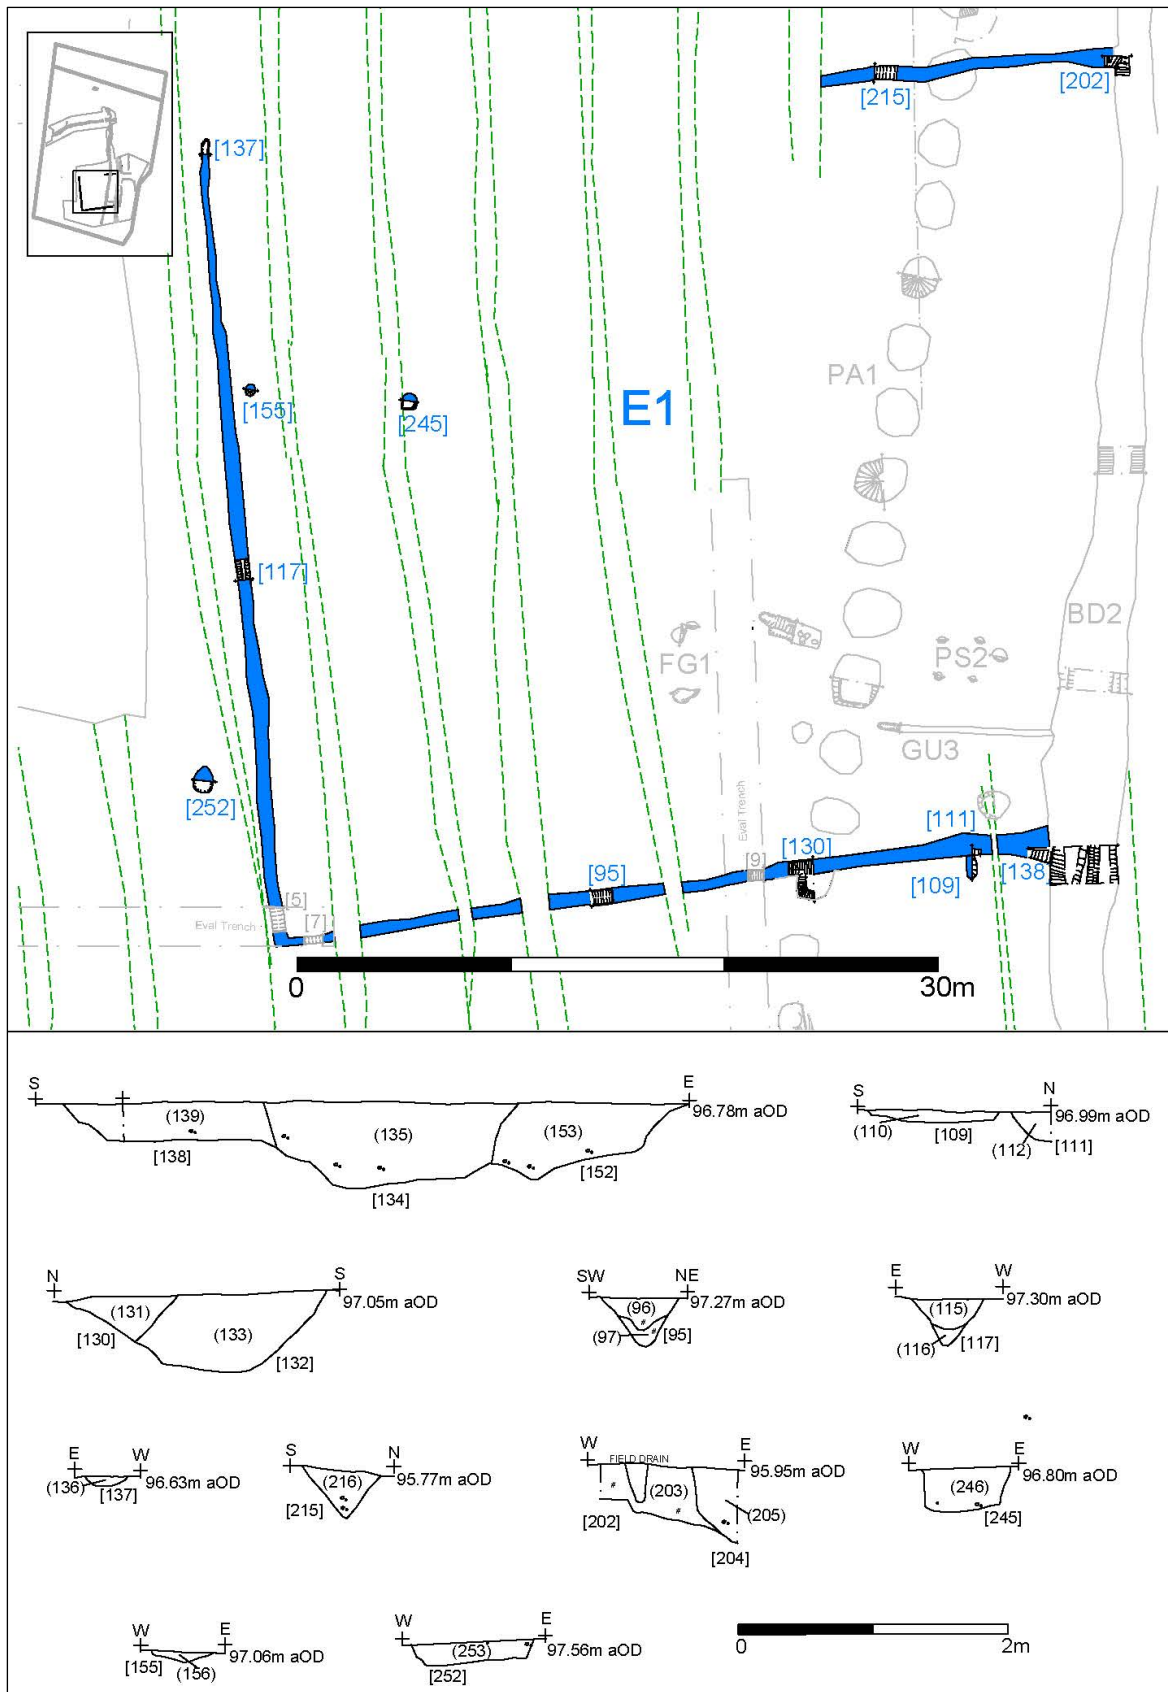 [215]
[202]
[137]
PA1
E1
[155]
[245]
[117]
BD2
FG1
PS2
GU3
[252]
Eval Trench
[111]
[130]
[9]
[95]
[109]
[138]
[5]
Eval Trench
[7]
0
30m
S
E
(139)
(135)
(153)
96.78m aOD
[138]
[134]
[152]
S
N
96.99m aOD
(110)
[109]
(112)
[111]
N
S
(131)
(133)
97.05m aOD
[130]
[132]
SW
NE
(96)
97.27m aOD
(97)
[95]
E
W
(115)
97.30m aOD
(116)
[117]
E
W
(136)
[137]
96.63m aOD
S
N
(216)
95.77m aOD
[215]
W
E
FIELD DRAIN
(203)
95.95m aOD
[202]
(205)
[204]
W
E
(246)
96.80m aOD
[245]
W
E
97.06m aOD
[155]
(156)
W
E
(253)
97.56m aOD
[252]
0
2m